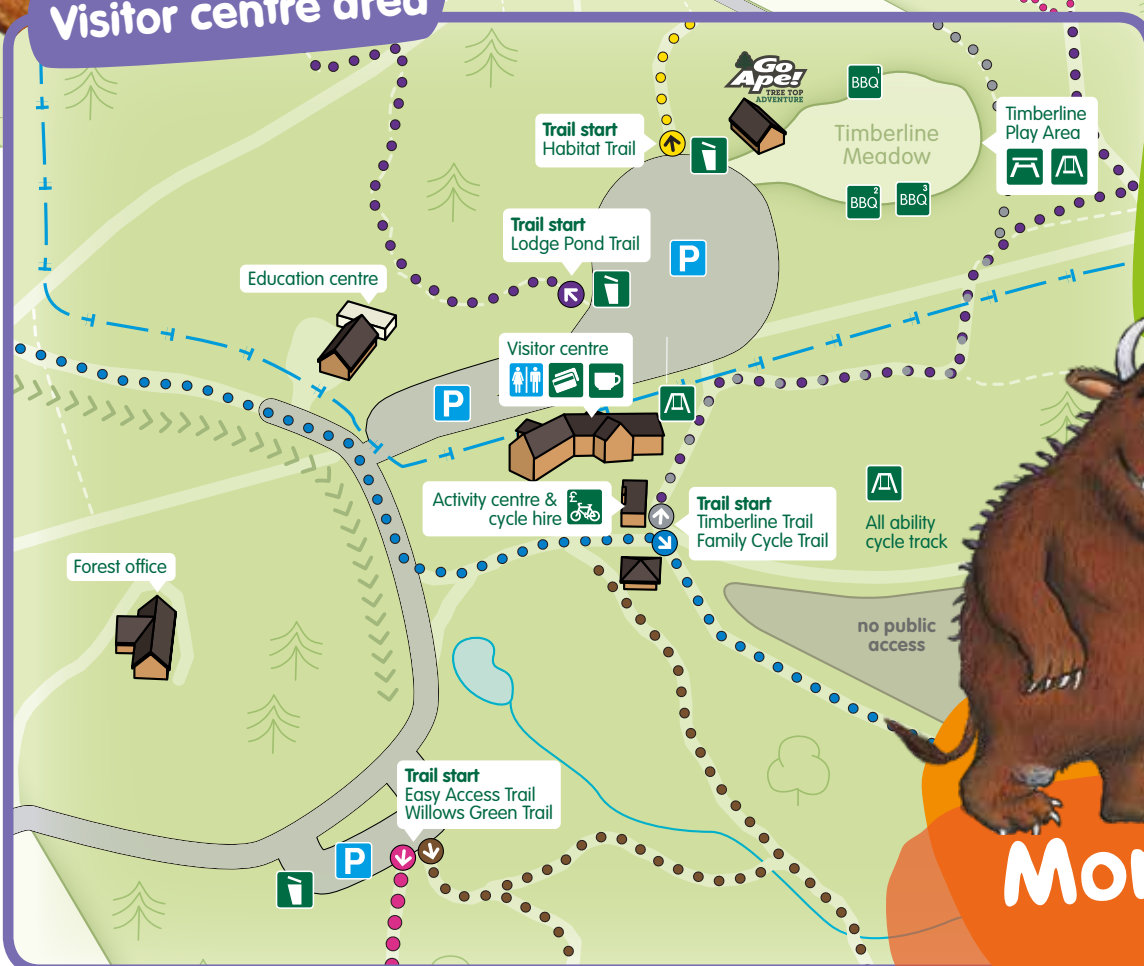 Visitor centre area
Go
Ape!
TREE TOP
ADVENTURE
BBQ 1
Timberline
Play Area
Trail start
Habitat Trail
Timberline
Meadow
BBQ 2
BBQ 3
Trail start
Lodge Pond Trail
P
Education centre
Visitor centre
P
Activity centre &
cycle hire
£
Trail start
Timberline Trail
Family Cycle Trail
All ability
cycle track
Forest office
no public
access
Trail start
Easy Access Trail
Willows Green Trail
P
Mou